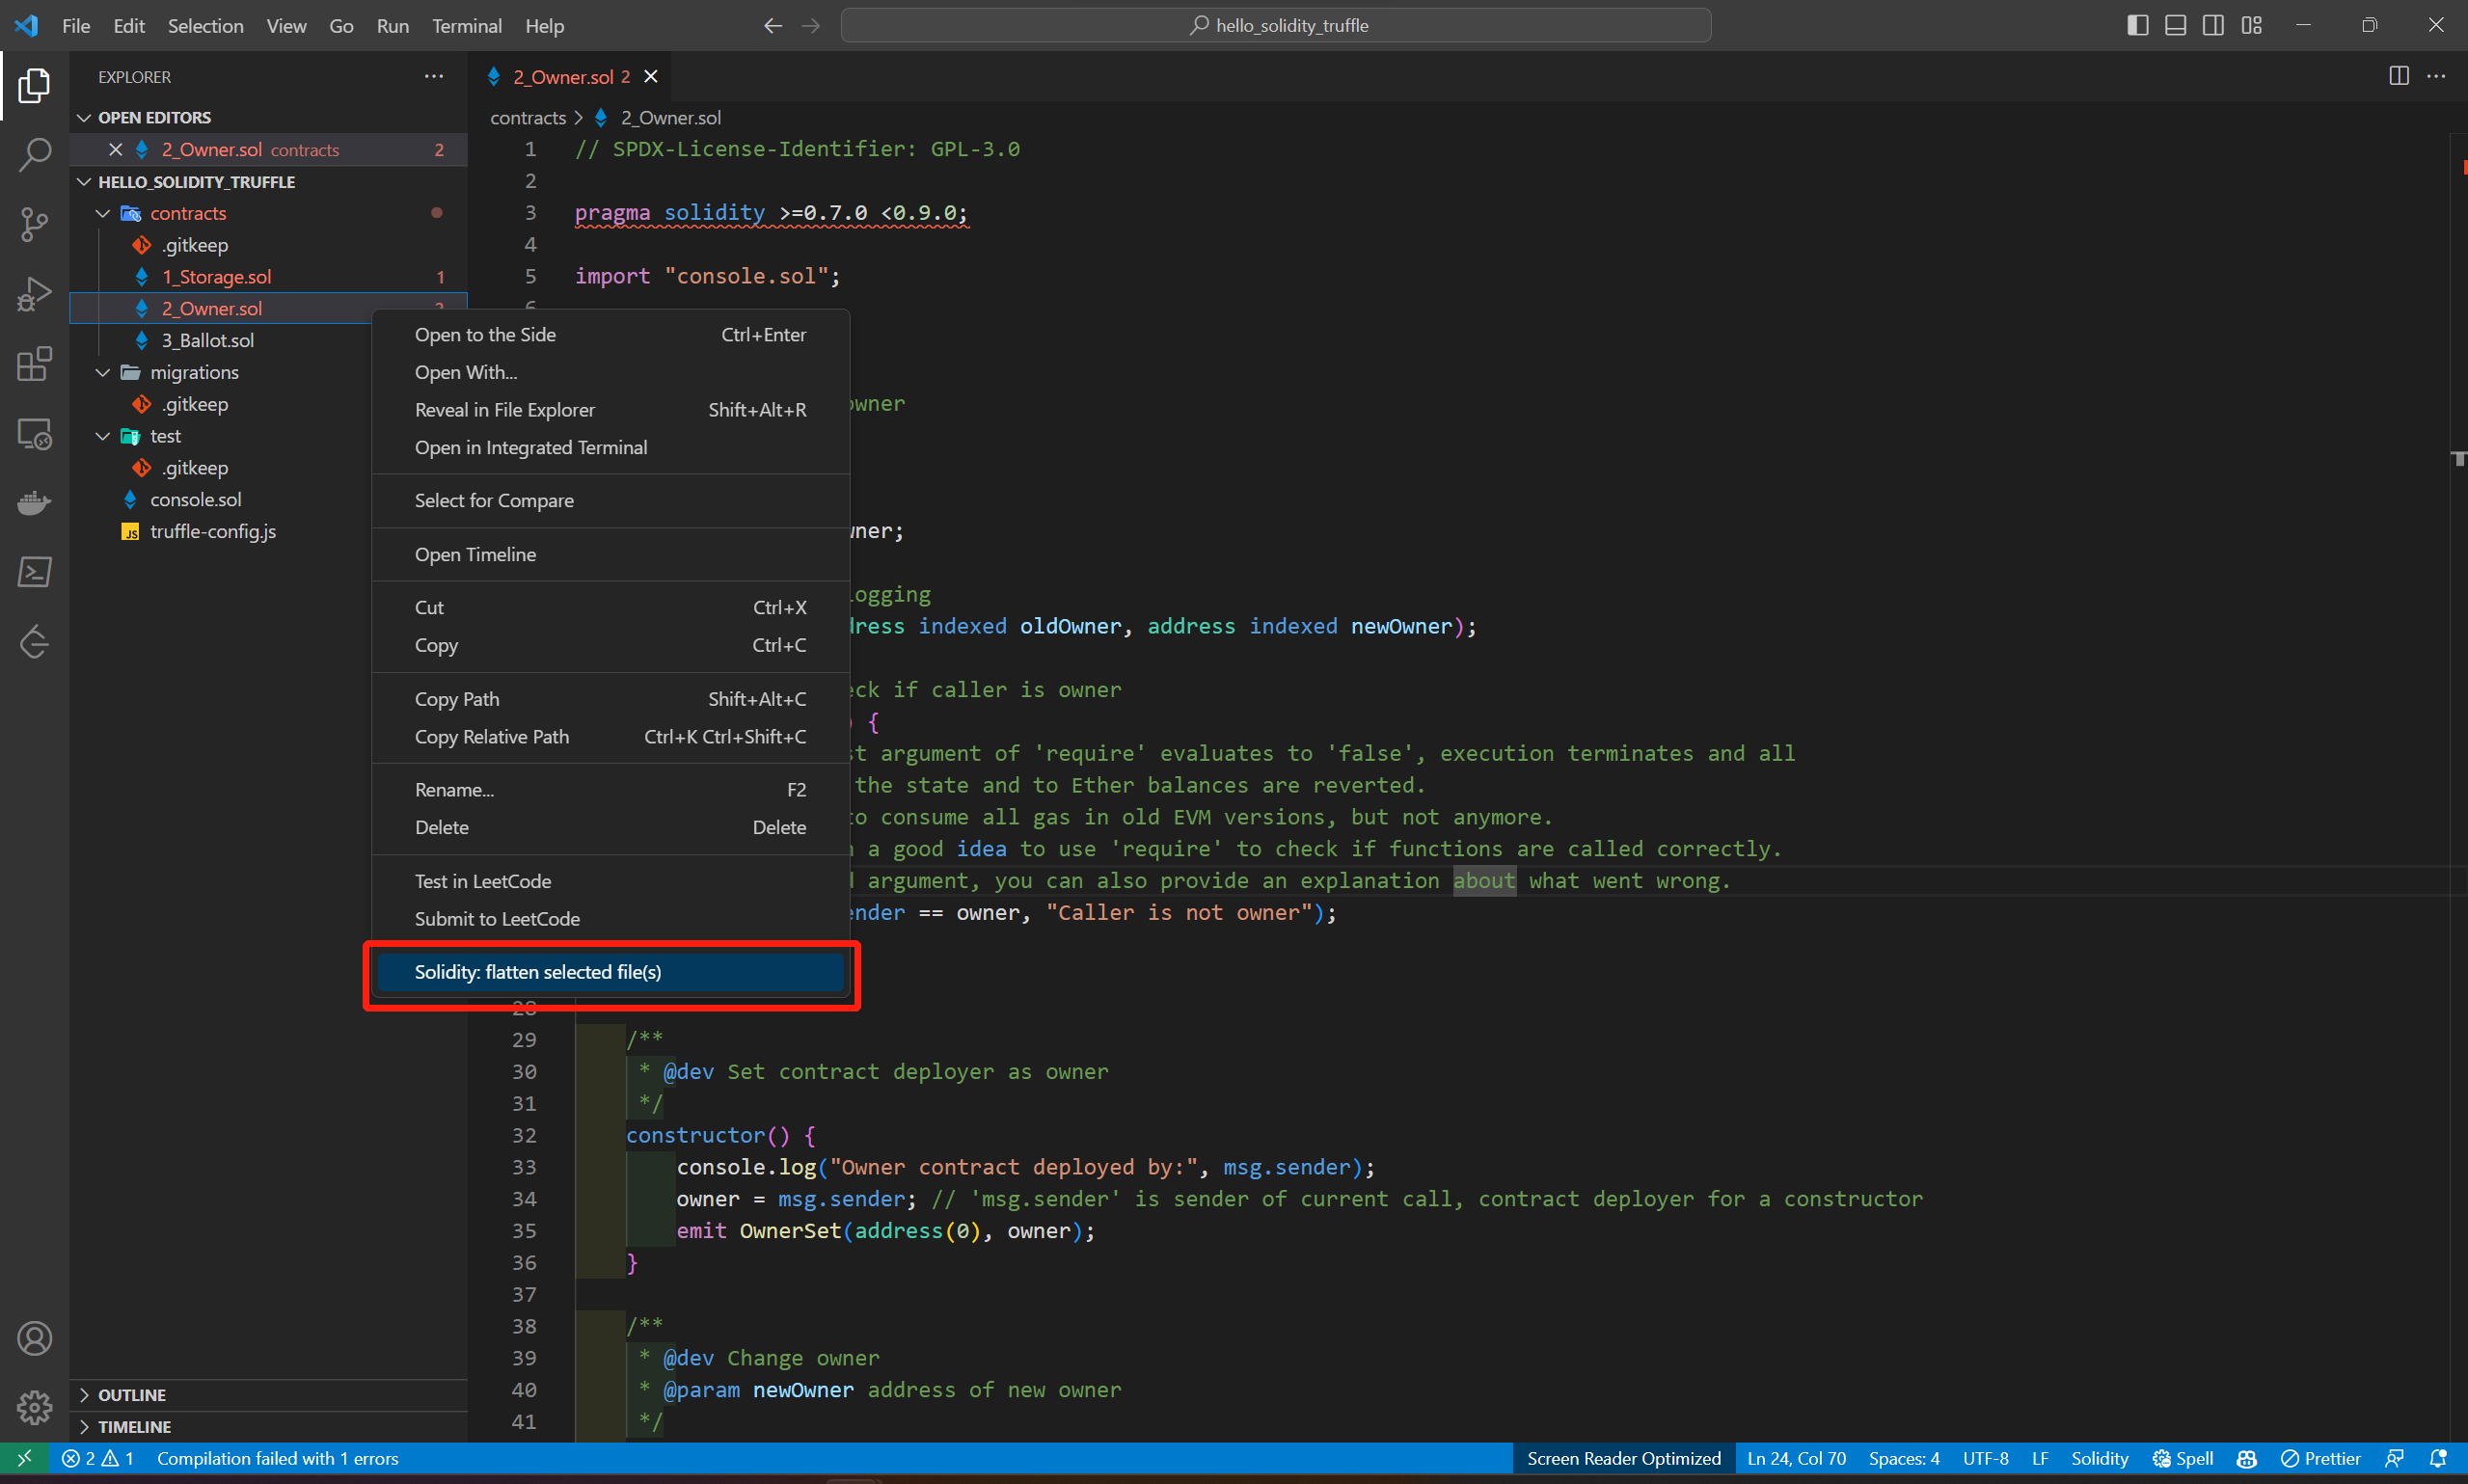 File Edit Selection View Go Run Terminal Help
hello_solidity_truffle
EXPLORER
OPEN EDITORS
2_Owner.sol contracts 2
HELLO_SOLIDITY_TRUFFLE
contracts
.gitkeep
1_Storage.sol 1
2_Owner.sol 2
3_Ballot.sol
migrations
.gitkeep
test
.gitkeep
console.sol
JS truffle-config.js
OUTLINE
TIMELINE
Open to the Side Ctrl+Enter
Open With...
Reveal in File Explorer Shift+Alt+R
Open in Integrated Terminal
Select for Compare
Open Timeline
Cut Ctrl+X
Copy Ctrl+C
Copy Path Shift+Alt+C
Copy Relative Path Ctrl+K Ctrl+Shift+C
Rename... F2
Delete Delete
Test in LeetCode
Submit to LeetCode
Solidity: flatten selected file(s)
2_Owner.sol 2
contracts > 2_Owner.sol
1 // SPDX-License-Identifier: GPL-3.0
2
3 pragma solidity >=0.7.0 <0.9.0;
4
5 import "console.sol";
6
owner
wner;
logging
dress indexed oldOwner, address indexed newOwner);
eck if caller is owner
) {
st argument of 'require' evaluates to 'false', execution terminates and all
the state and to Ether balances are reverted.
to consume all gas in old EVM versions, but not anymore.
n a good idea to use 'require' to check if functions are called correctly.
d argument, you can also provide an explanation about what went wrong.
ender == owner, "Caller is not owner");
28
29 /**
30 * @dev Set contract deployer as owner
31 */
32 constructor() {
33 console.log("Owner contract deployed by:", msg.sender);
34 owner = msg.sender; // 'msg.sender' is sender of current call, contract deployer for a constructor
35 emit OwnerSet(address(0), owner);
36 }
37
38 /**
39 * @dev Change owner
40 * @param newOwner address of new owner
41 */
2 1 Compilation failed with 1 errors
Screen Reader Optimized Ln 24, Col 70 Spaces: 4 UTF-8 LF Solidity Spell Prettier